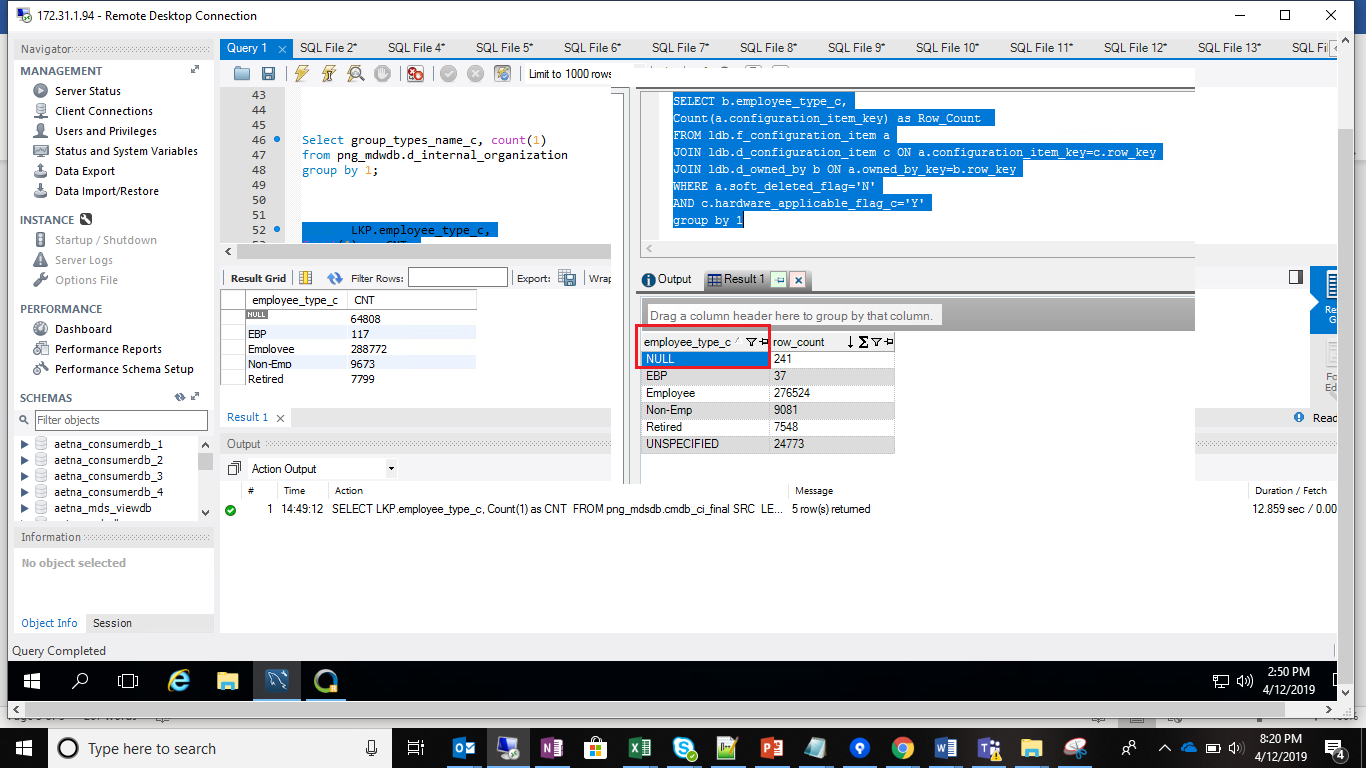 172.31.1.94 - Remote Desktop Connection
Navigator
Query 1 SQL File 2* SQL File 4* SQL File 5* SQL File 6* SQL File 7* SQL File 8* SQL File 9* SQL File 10* SQL File 11* SQL File 12* SQL File 13*
MANAGEMENT
Server Status
Client Connections
Users and Privileges
Status and System Variables
Data Export
Data Import/Restore
INSTANCE
Startup / Shutdown
Server Logs
Options File
PERFORMANCE
Dashboard
Performance Reports
Performance Schema Setup
SCHEMAS
Filter objects
aetna_consumerdb_1
aetna_consumerdb_2
aetna_consumerdb_3
aetna_consumerdb_4
aetna_mds_viewdb
Information
No object selected
Object Info Session
Query Completed
Limit to 1000 rows
43
44
45
46 Select group_types_name_c, count(1)
47 from png_mdwdb.d_internal_organization
48 group by 1;
49
50
51
52 LKP.employee_type_c,
Result Grid Filter Rows: Export: Wrap
employee_type_c CNT
NULL 64808
EBP 117
Employee 288772
Non-Emp 9673
Retired 7799
Result 1
SELECT b.employee_type_c,
Count(a.configuration_item_key) as Row_Count
FROM ldb.f_configuration_item a
JOIN ldb.d_configuration_item c ON a.configuration_item_key=c.row_key
JOIN ldb.d_owned_by b ON a.owned_by_key=b.row_key
WHERE a.soft_deleted_flag='N'
AND c.hardware_applicable_flag_c='Y'
group by 1
Output Result 1
Drag a column header here to group by that column.
employee_type_c row_count
NULL 241
EBP 37
Employee 276524
Non-Emp 9081
Retired 7548
UNSPECIFIED 24773
Output
Action Output
# Time Action Message Duration / Fetch
1 14:49:12 SELECT LKP.employee_type_c, Count(1) as CNT FROM png_mdsdb.cmdb_ci_final SRC LE... 5 row(s) returned 12.859 sec / 0.00
2:50 PM
4/12/2019
Type here to search
8:20 PM
4/12/2019
4